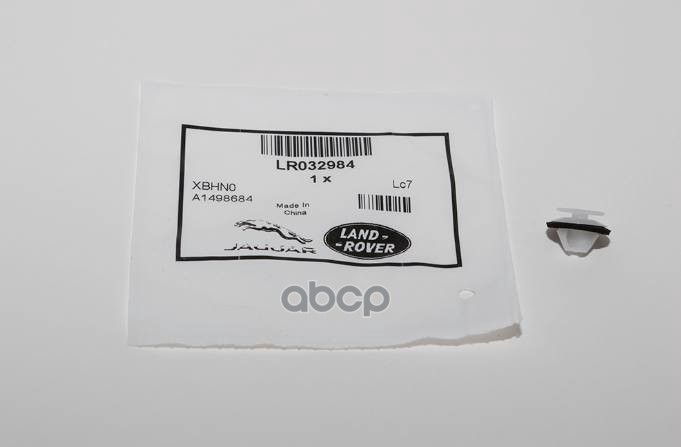 LR032984
1 x
XBHN0
Lc7
A1498684
Made In
China
JAGUAR
LAND-
-ROVER
abcp